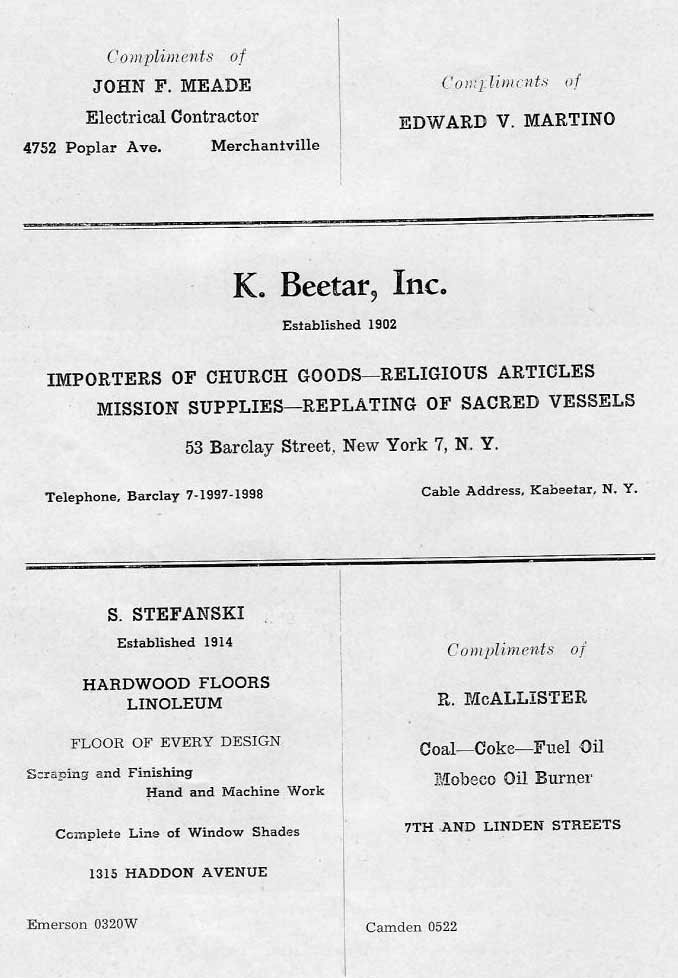 Compliments of
JOHN F. MEADE
Electrical Contractor
4752 Poplar Ave. Merchantville
Compliments of
EDWARD V. MARTINO
K. Beetar, Inc.
Established 1902
IMPORTERS OF CHURCH GOODS—RELIGIOUS ARTICLES
MISSION SUPPLIES—REPLATING OF SACRED VESSELS
53 Barclay Street, New York 7, N. Y.
Telephone, Barclay 7-1997-1998
Cable Address, Kabeetar, N. Y.
S. STEFANSKI
Established 1914
HARDWOOD FLOORS
LINOLEUM
FLOOR OF EVERY DESIGN
Scraping and Finishing
Hand and Machine Work
Complete Line of Window Shades
1315 HADDON AVENUE
Emerson 0320W
Compliments of
R. McALLISTER
Coal—Coke—Fuel Oil
Mobeco Oil Burner
7TH AND LINDEN STREETS
Camden 0522